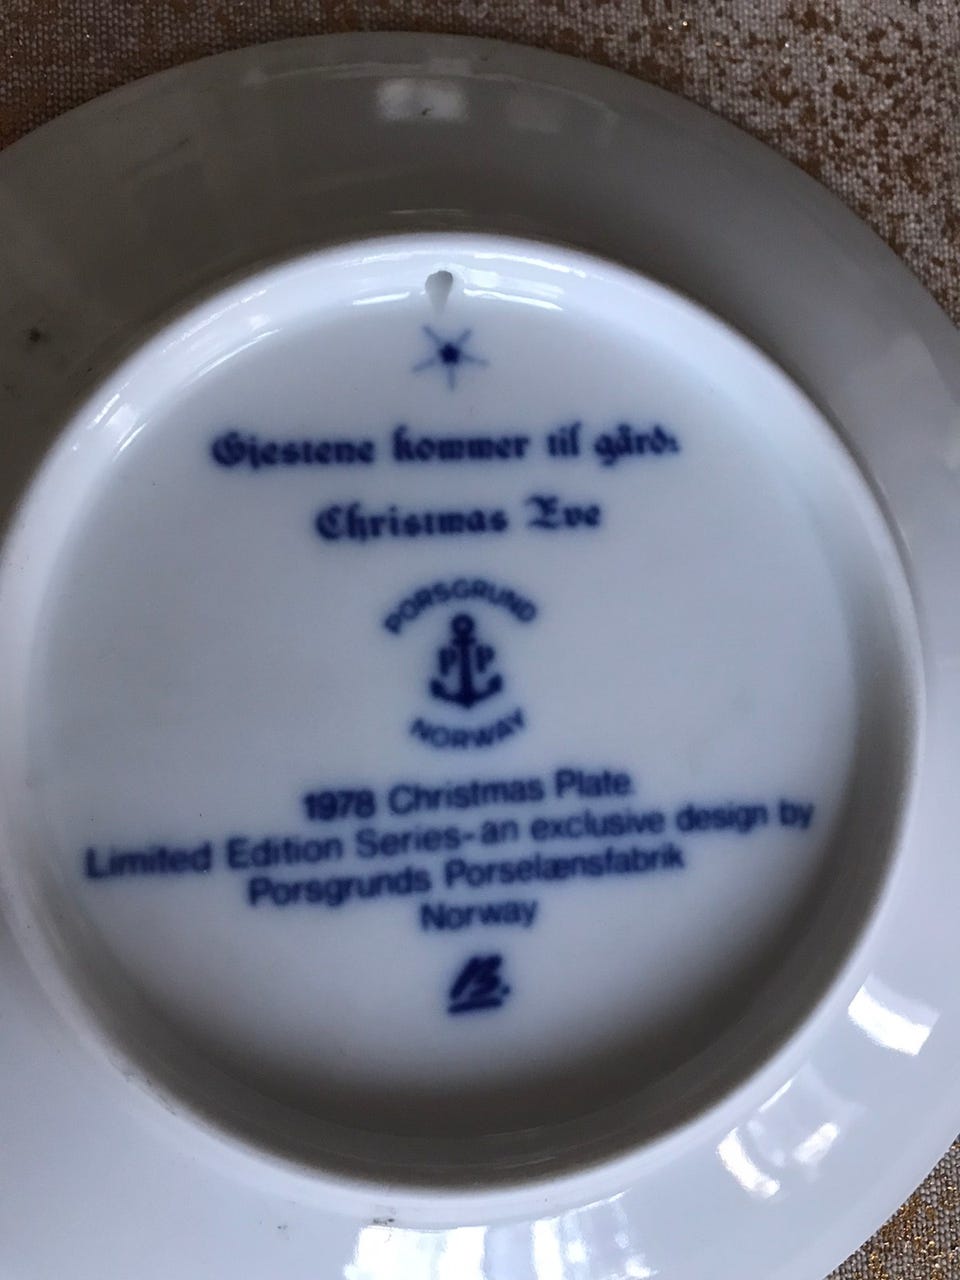 Gjestene kommer til gård:
Christmas Eve
PORSGRUND
P P
NORWAY
1978 Christmas Plate.
Limited Edition Series-an exclusive design by
Porsgrunds Porselænsfabrik
Norway